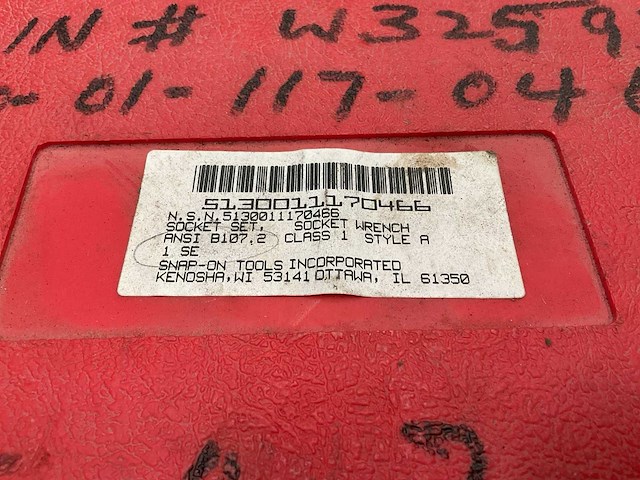 IN # W3259
-01-117-04
5130011170466
N.S.N.5130011170466
SOCKET SET, SOCKET WRENCH
ANSI B107.2 CLASS 1 STYLE A
1 SE
SNAP-ON TOOLS INCORPORATED
KENOSHA,WI 53141 OTTAWA, IL 61350